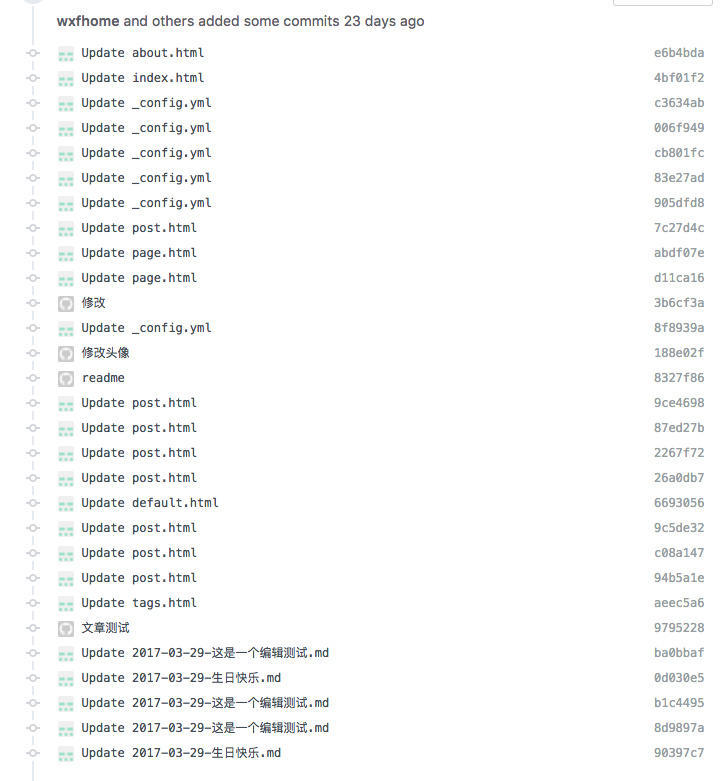 wxfhome and others added some commits 23 days ago
Update about.html e6b4bda
Update index.html 4bf01f2
Update _config.yml c3634ab
Update _config.yml 006f949
Update _config.yml cb801fc
Update _config.yml 83e27ad
Update _config.yml 905dfd8
Update post.html 7c27d4c
Update page.html abdf07e
Update page.html d11ca16
修改 3b6cf3a
Update _config.yml 8f8939a
修改头像 188e02f
readme 8327f86
Update post.html 9ce4698
Update post.html 87ed27b
Update post.html 2267f72
Update post.html 26a0db7
Update default.html 6693056
Update post.html 9c5de32
Update post.html c08a147
Update post.html 94b5a1e
Update tags.html aeec5a6
文章测试 9795228
Update 2017-03-29-这是一个编辑测试.md ba0bbaf
Update 2017-03-29-生日快乐.md 0d030e5
Update 2017-03-29-这是一个编辑测试.md b1c4495
Update 2017-03-29-这是一个编辑测试.md 8d9897a
Update 2017-03-29-生日快乐.md 90397c7